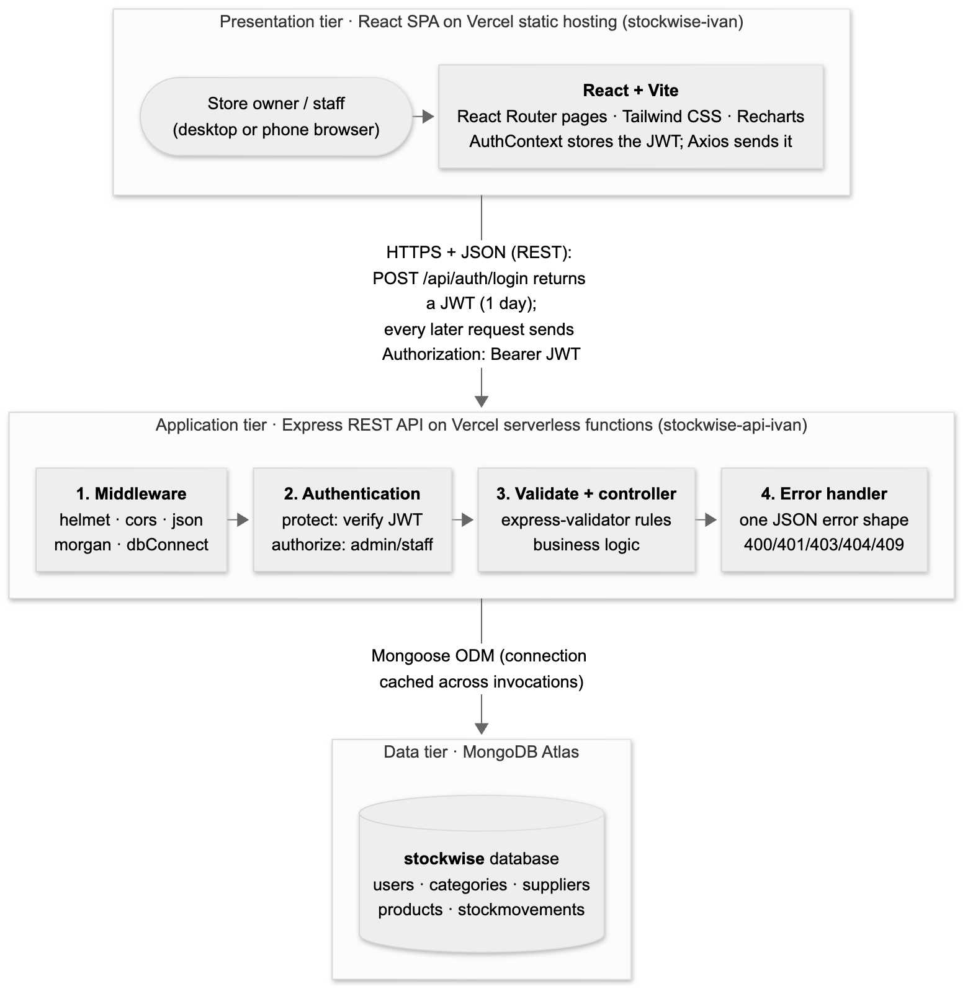 Presentation tier · React SPA on Vercel static hosting (stockwise-ivan)
Store owner / staff
(desktop or phone browser)
React + Vite
React Router pages · Tailwind CSS · Recharts
AuthContext stores the JWT; Axios sends it
HTTPS + JSON (REST):
POST /api/auth/login returns
a JWT (1 day);
every later request sends
Authorization: Bearer JWT
Application tier · Express REST API on Vercel serverless functions (stockwise-api-ivan)
1. Middleware
helmet · cors · json
morgan · dbConnect
2. Authentication
protect: verify JWT
authorize: admin/staff
3. Validate + controller
express-validator rules
business logic
4. Error handler
one JSON error shape
400/401/403/404/409
Mongoose ODM (connection
cached across invocations)
Data tier · MongoDB Atlas
stockwise database
users · categories · suppliers
products · stockmovements